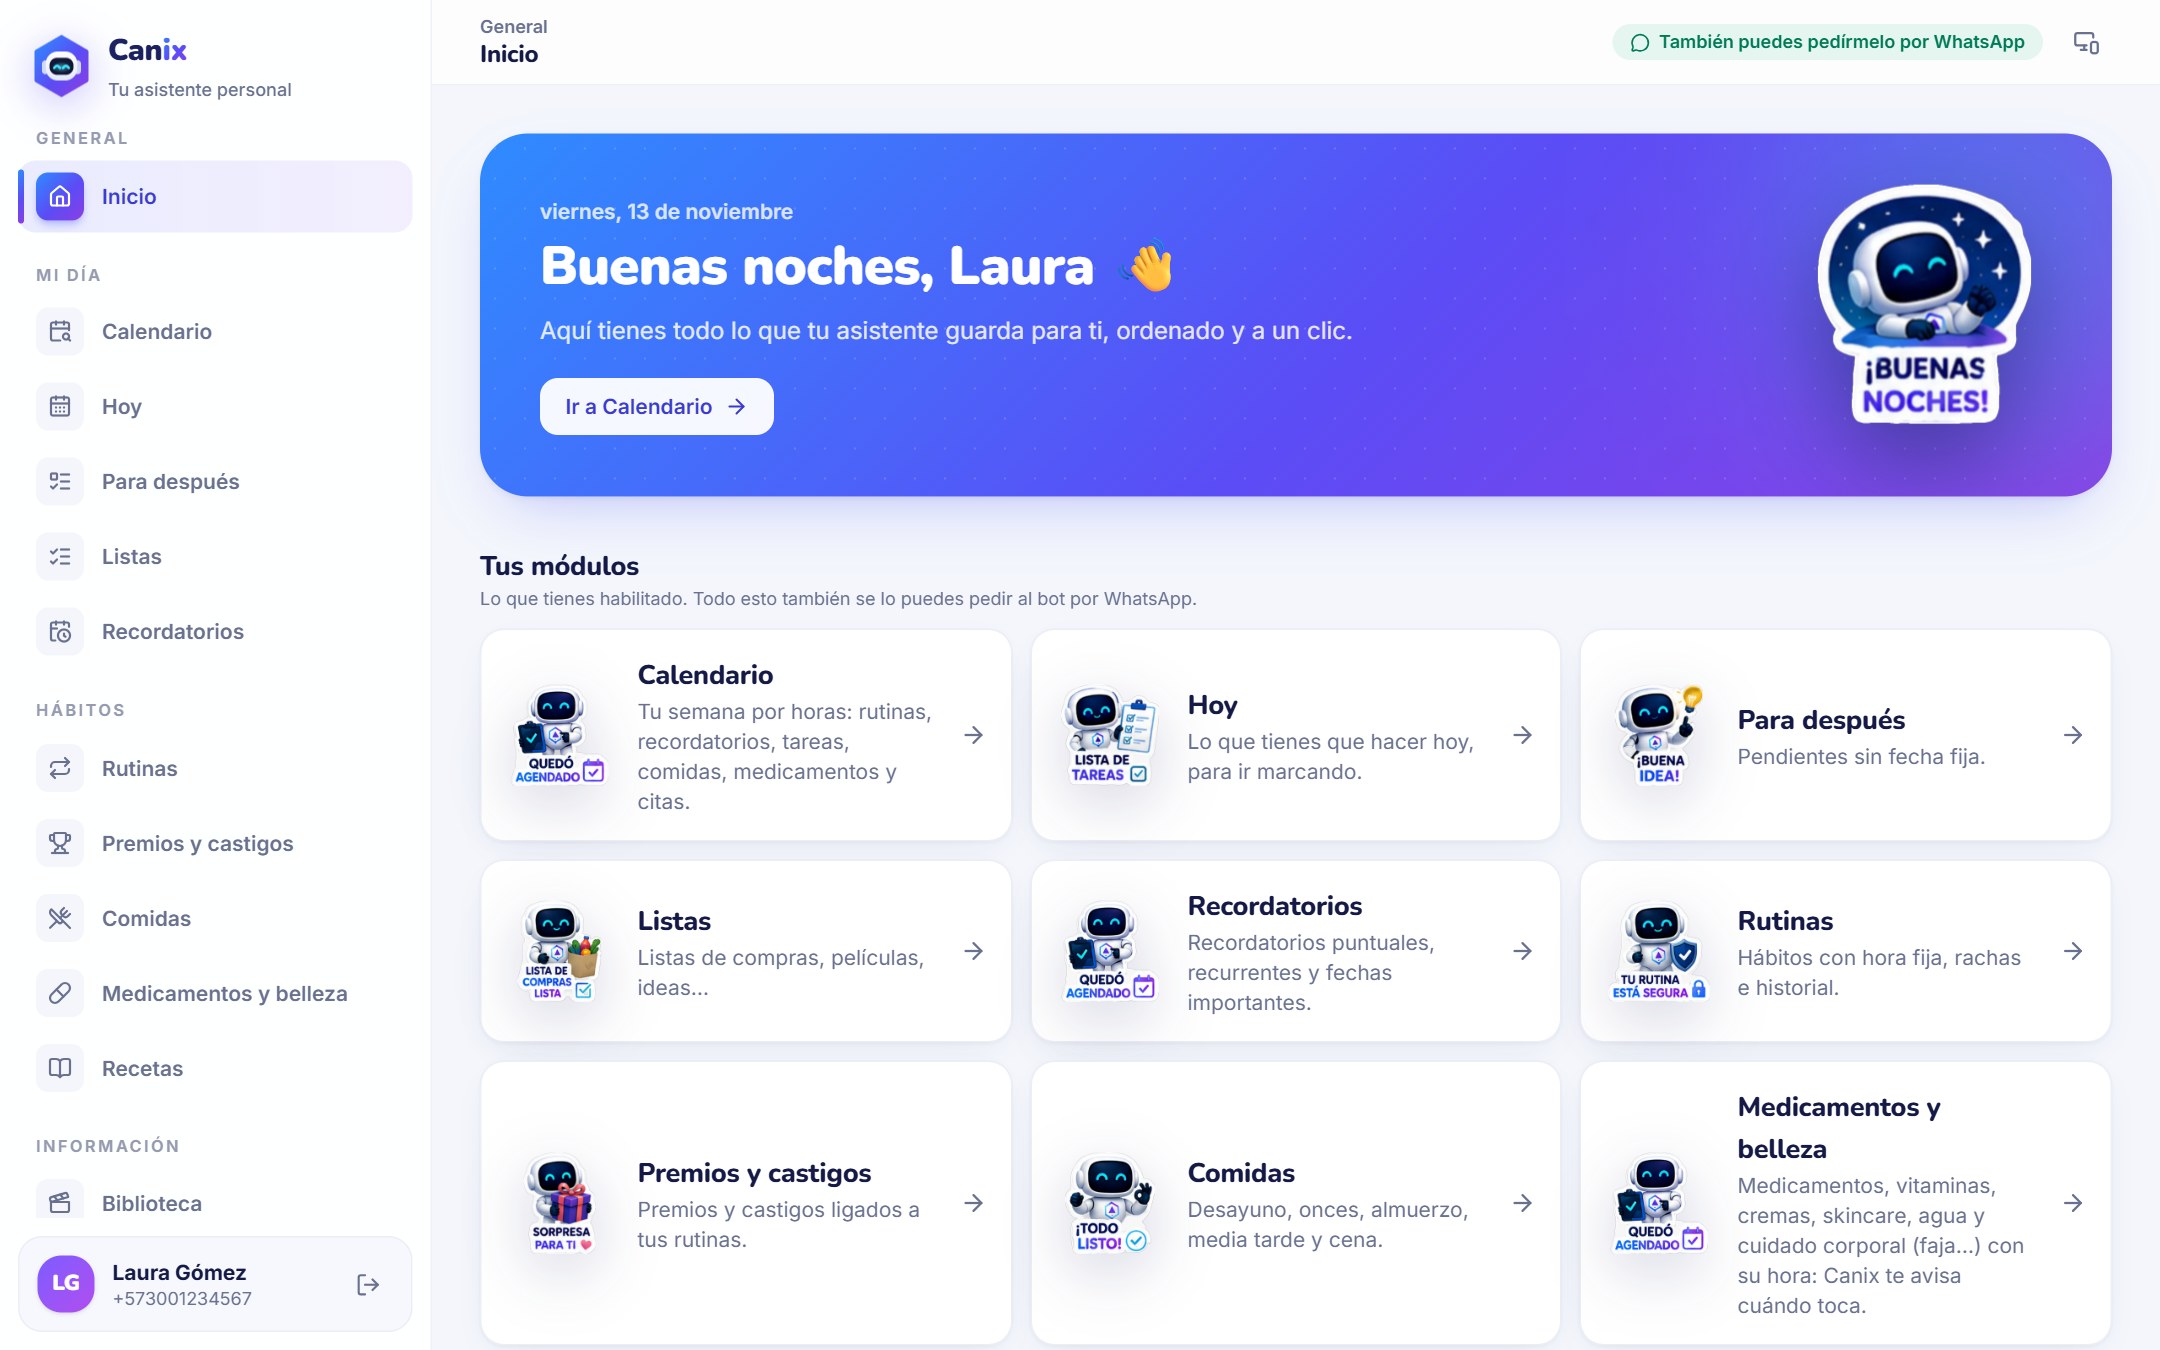 Canix
Tu asistente personal
GENERAL
Inicio
MI DÍA
Calendario
Hoy
Para después
Listas
Recordatorios
HÁBITOS
Rutinas
Premios y castigos
Comidas
Medicamentos y belleza
Recetas
INFORMACIÓN
Biblioteca
LG
Laura Gómez
+573001234567
General
Inicio
También puedes pedírmelo por WhatsApp
viernes, 13 de noviembre
Buenas noches, Laura 👋
Aquí tienes todo lo que tu asistente guarda para ti, ordenado y a un clic.
Ir a Calendario
¡BUENAS
NOCHES!
Tus módulos
Lo que tienes habilitado. Todo esto también se lo puedes pedir al bot por WhatsApp.
QUEDÓ
AGENDADO
Calendario
Tu semana por horas: rutinas,
recordatorios, tareas,
comidas, medicamentos y
citas.
LISTA DE
TAREAS
Hoy
Lo que tienes que hacer hoy,
para ir marcando.
¡BUENA
IDEA!
Para después
Pendientes sin fecha fija.
LISTA DE
COMPRAS
LISTA
Listas
Listas de compras, películas,
ideas...
QUEDÓ
AGENDADO
Recordatorios
Recordatorios puntuales,
recurrentes y fechas
importantes.
TU RUTINA
ESTÁ SEGURA
Rutinas
Hábitos con hora fija, rachas
e historial.
SORPRESA
PARA TI
Premios y castigos
Premios y castigos ligados a
tus rutinas.
¡TODO
LISTO!
Comidas
Desayuno, onces, almuerzo,
media tarde y cena.
QUEDÓ
AGENDADO
Medicamentos y
belleza
Medicamentos, vitaminas,
cremas, skincare, agua y
cuidado corporal (faja...) con
su hora: Canix te avisa
cuándo toca.